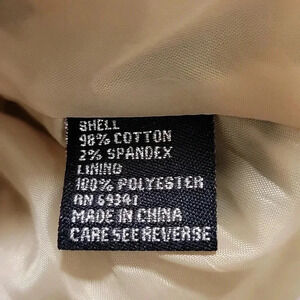 SHELL
98% COTTON
2% SPANDEX
LINING
100% POLYESTER
RN 69341
MADE IN CHINA
CARE SEE REVERSE